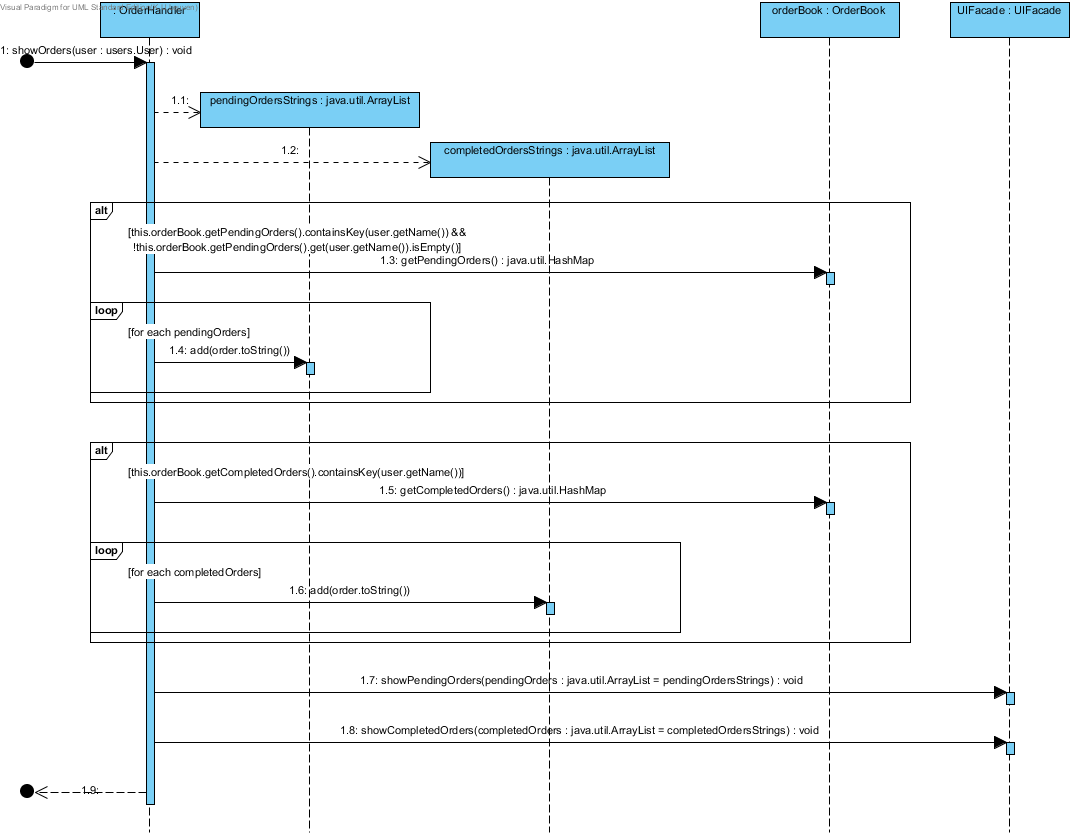 Visual Paradigm for UML Standard
: OrderHandler
orderBook : OrderBook
UIFacade : UIFacade
1: showOrders(user : users.User) : void
1.1:
pendingOrdersStrings : java.util.ArrayList
1.2:
completedOrdersStrings : java.util.ArrayList
alt
[this.orderBook.getPendingOrders().containsKey(user.getName()) &&
!this.orderBook.getPendingOrders().get(user.getName()).isEmpty()]
1.3: getPendingOrders() : java.util.HashMap
loop
[for each pendingOrders]
1.4: add(order.toString())
alt
[this.orderBook.getCompletedOrders().containsKey(user.getName())]
1.5: getCompletedOrders() : java.util.HashMap
loop
[for each completedOrders]
1.6: add(order.toString())
1.7: showPendingOrders(pendingOrders : java.util.ArrayList = pendingOrdersStrings) : void
1.8: showCompletedOrders(completedOrders : java.util.ArrayList = completedOrdersStrings) : void
1.9: